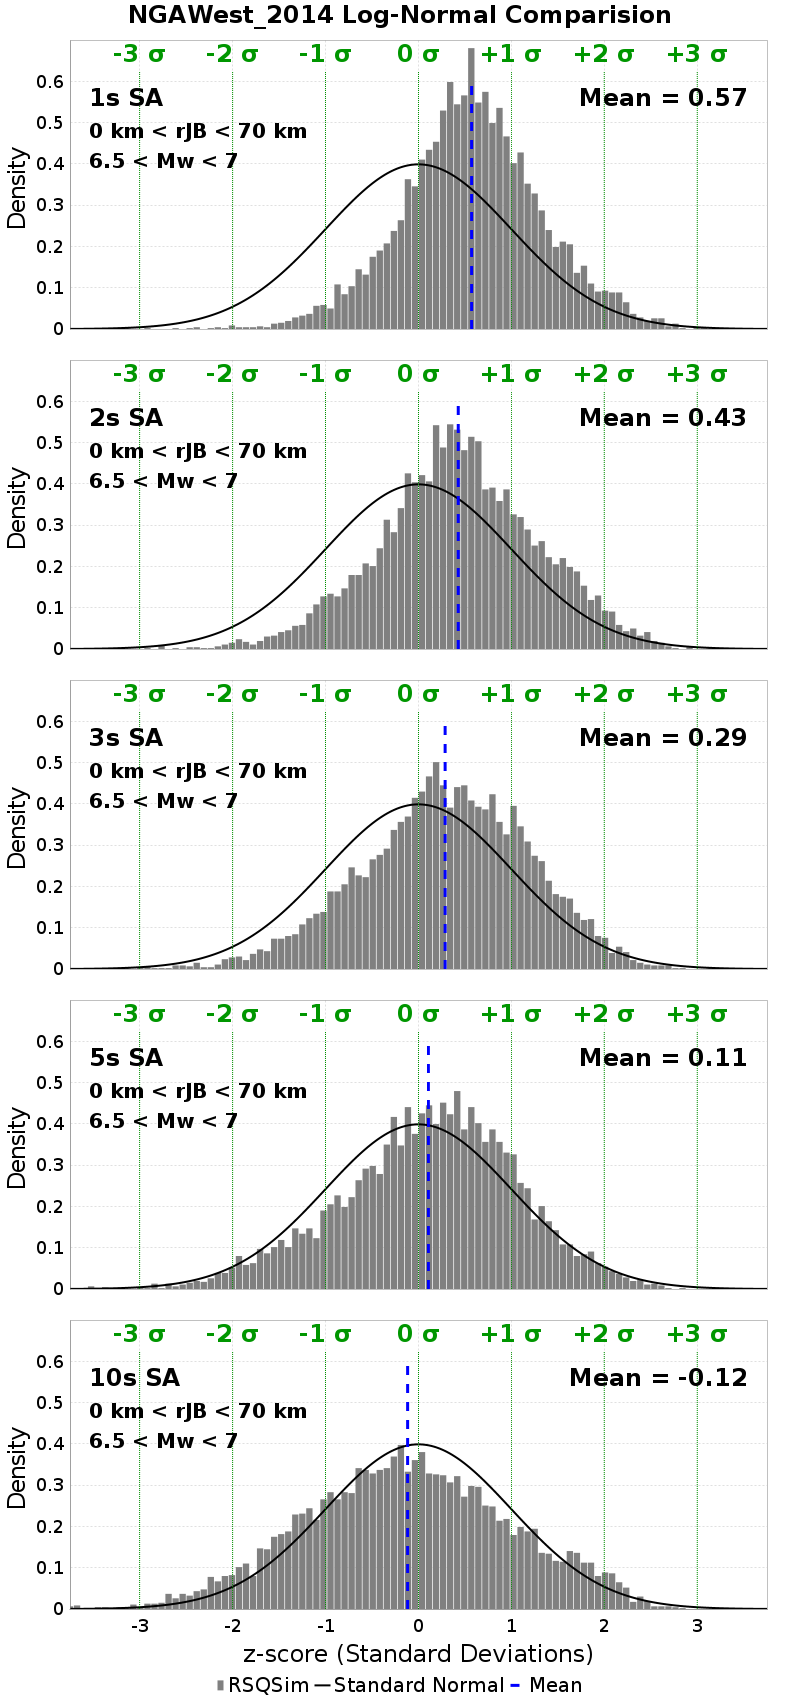 NGAWest_2014 Log-Normal Comparision
-3 σ -2 σ -1 σ 0 σ +1 σ +2 σ +3 σ
1s SA Mean = 0.57
0 km < rJB < 70 km
6.5 < Mw < 7
Density
0.6
0.5
0.4
0.3
0.2
0.1
0
-3 σ -2 σ -1 σ 0 σ +1 σ +2 σ +3 σ
2s SA Mean = 0.43
0 km < rJB < 70 km
6.5 < Mw < 7
Density
0.6
0.5
0.4
0.3
0.2
0.1
0
-3 σ -2 σ -1 σ 0 σ +1 σ +2 σ +3 σ
3s SA Mean = 0.29
0 km < rJB < 70 km
6.5 < Mw < 7
Density
0.6
0.5
0.4
0.3
0.2
0.1
0
-3 σ -2 σ -1 σ 0 σ +1 σ +2 σ +3 σ
5s SA Mean = 0.11
0 km < rJB < 70 km
6.5 < Mw < 7
Density
0.6
0.5
0.4
0.3
0.2
0.1
0
-3 σ -2 σ -1 σ 0 σ +1 σ +2 σ +3 σ
10s SA Mean = -0.12
0 km < rJB < 70 km
6.5 < Mw < 7
Density
0.6
0.5
0.4
0.3
0.2
0.1
0
-3 -2 -1 0 1 2 3
z-score (Standard Deviations)
RSQSim Standard Normal Mean